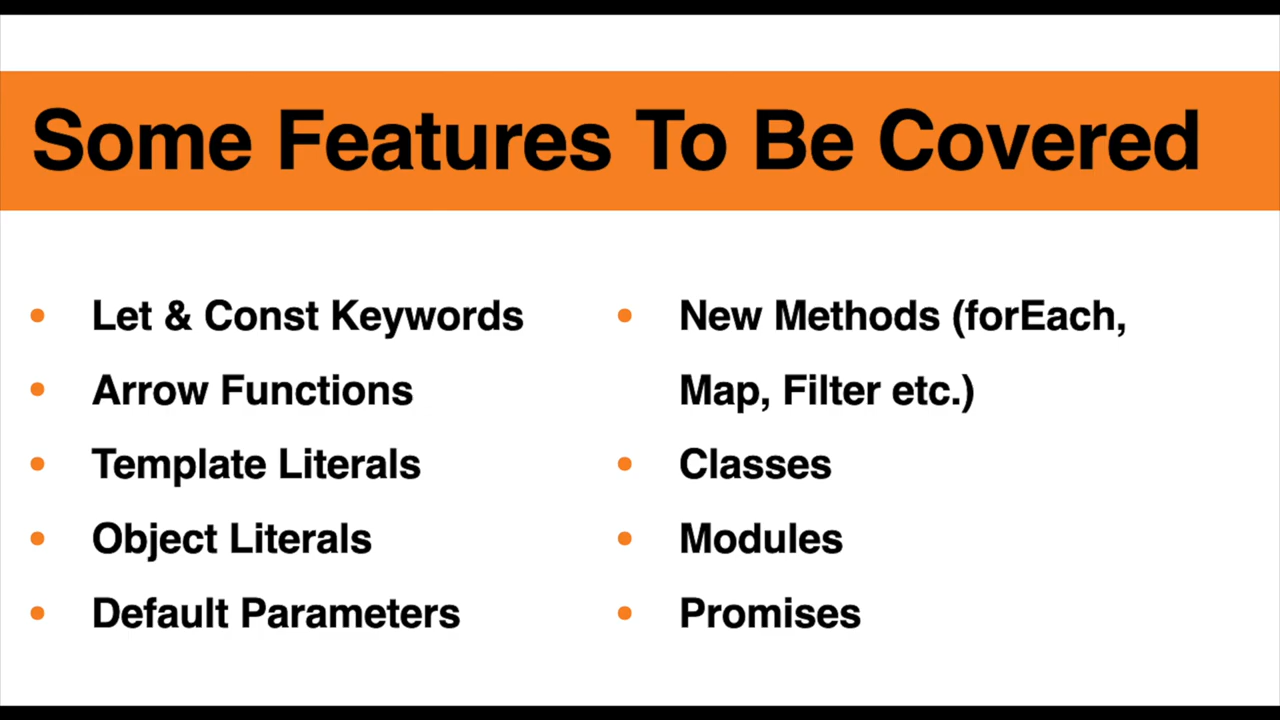 Some Features To Be Covered
• Let & Const Keywords
• Arrow Functions
• Template Literals
• Object Literals
• Default Parameters
• New Methods (forEach,
Map, Filter etc.)
• Classes
• Modules
• Promises